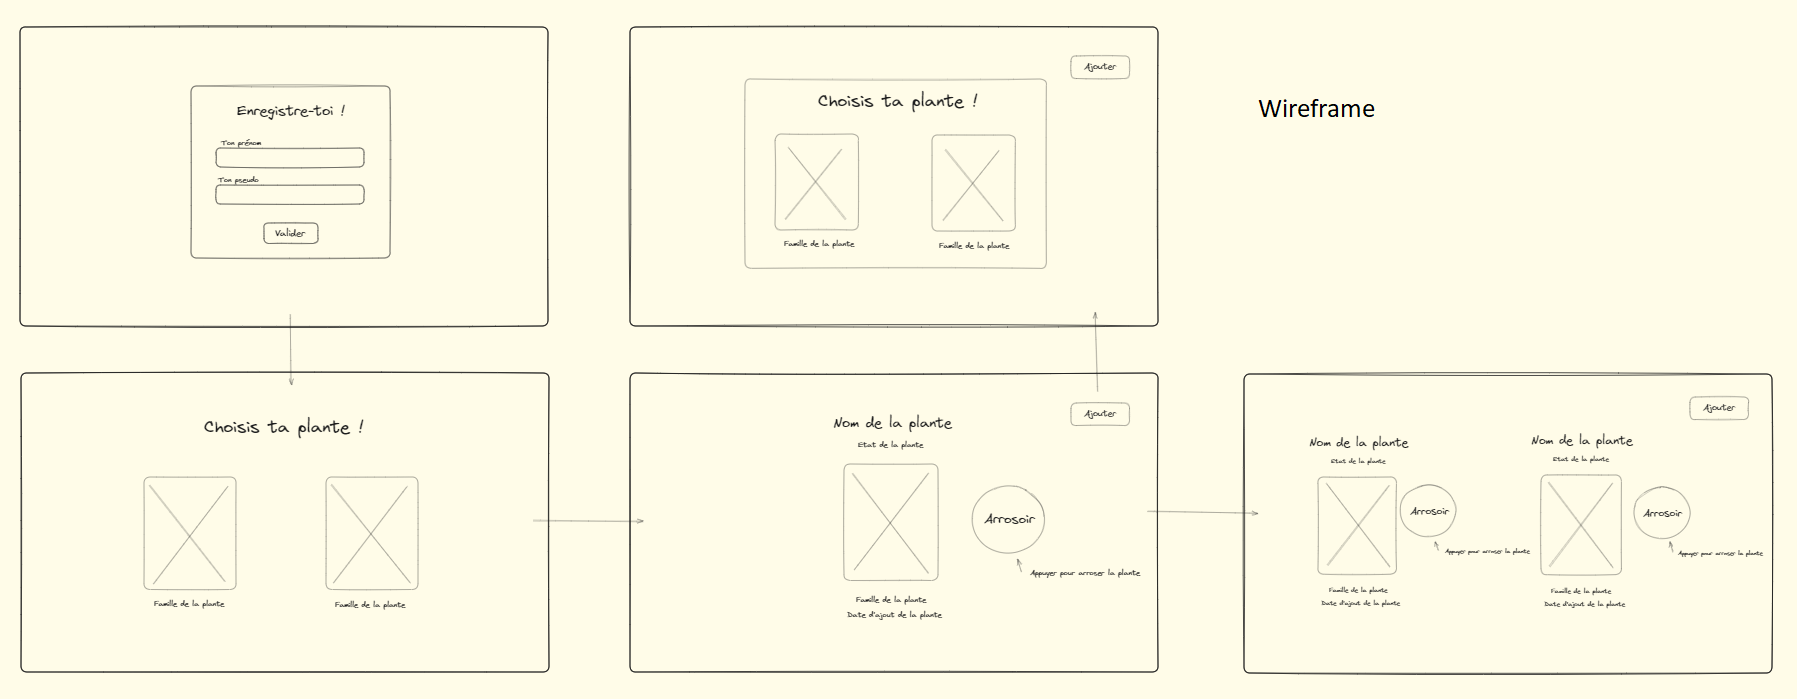 Enregistre-toi !
Ton prénom
Ton pseudo
Valider
Ajouter
Choisis ta plante !
Famille de la plante
Famille de la plante
Wireframe
Choisis ta plante !
Famille de la plante
Famille de la plante
Ajouter
Nom de la plante
Etat de la plante
Arrosoir
Appuyer pour arroser la plante
Famille de la plante
Date d'ajout de la plante
Ajouter
Nom de la plante
Etat de la plante
Arrosoir
Appuyer pour arroser la plante
Famille de la plante
Date d'ajout de la plante
Nom de la plante
Etat de la plante
Arrosoir
Appuyer pour arroser la plante
Famille de la plante
Date d'ajout de la plante